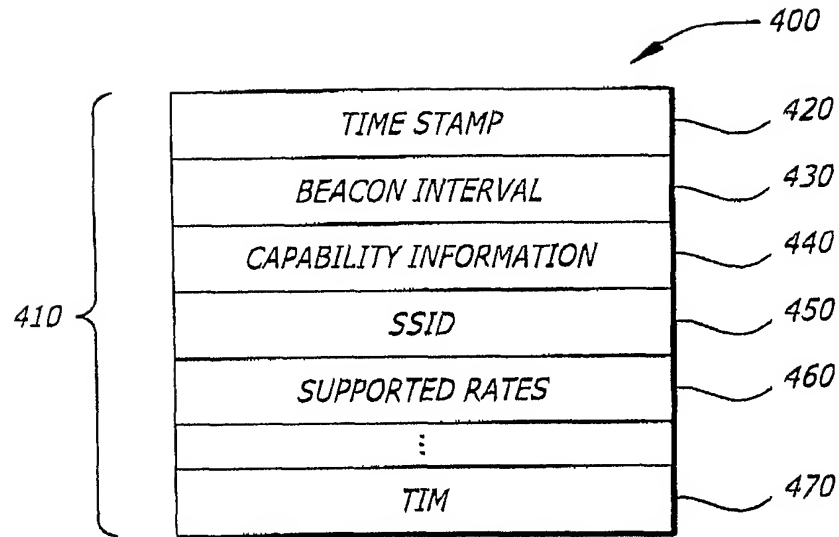 400
TIME STAMP 420
BEACON INTERVAL 430
CAPABILITY INFORMATION 440
410 SSID 450
SUPPORTED RATES 460
⋮
TIM 470